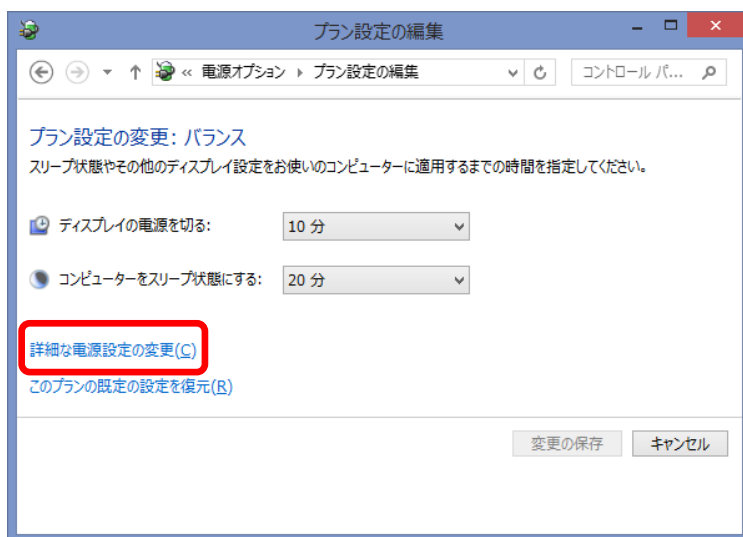 プラン設定の編集
« 電源オプション ▸ プラン設定の編集
コントロール パ...
プラン設定の変更: バランス
スリープ状態やその他のディスプレイ設定をお使いのコンピューターに適用するまでの時間を指定してください。
ディスプレイの電源を切る: 10 分
コンピューターをスリープ状態にする: 20 分
詳細な電源設定の変更(C)
このプランの既定の設定を復元(R)
変更の保存 キャンセル